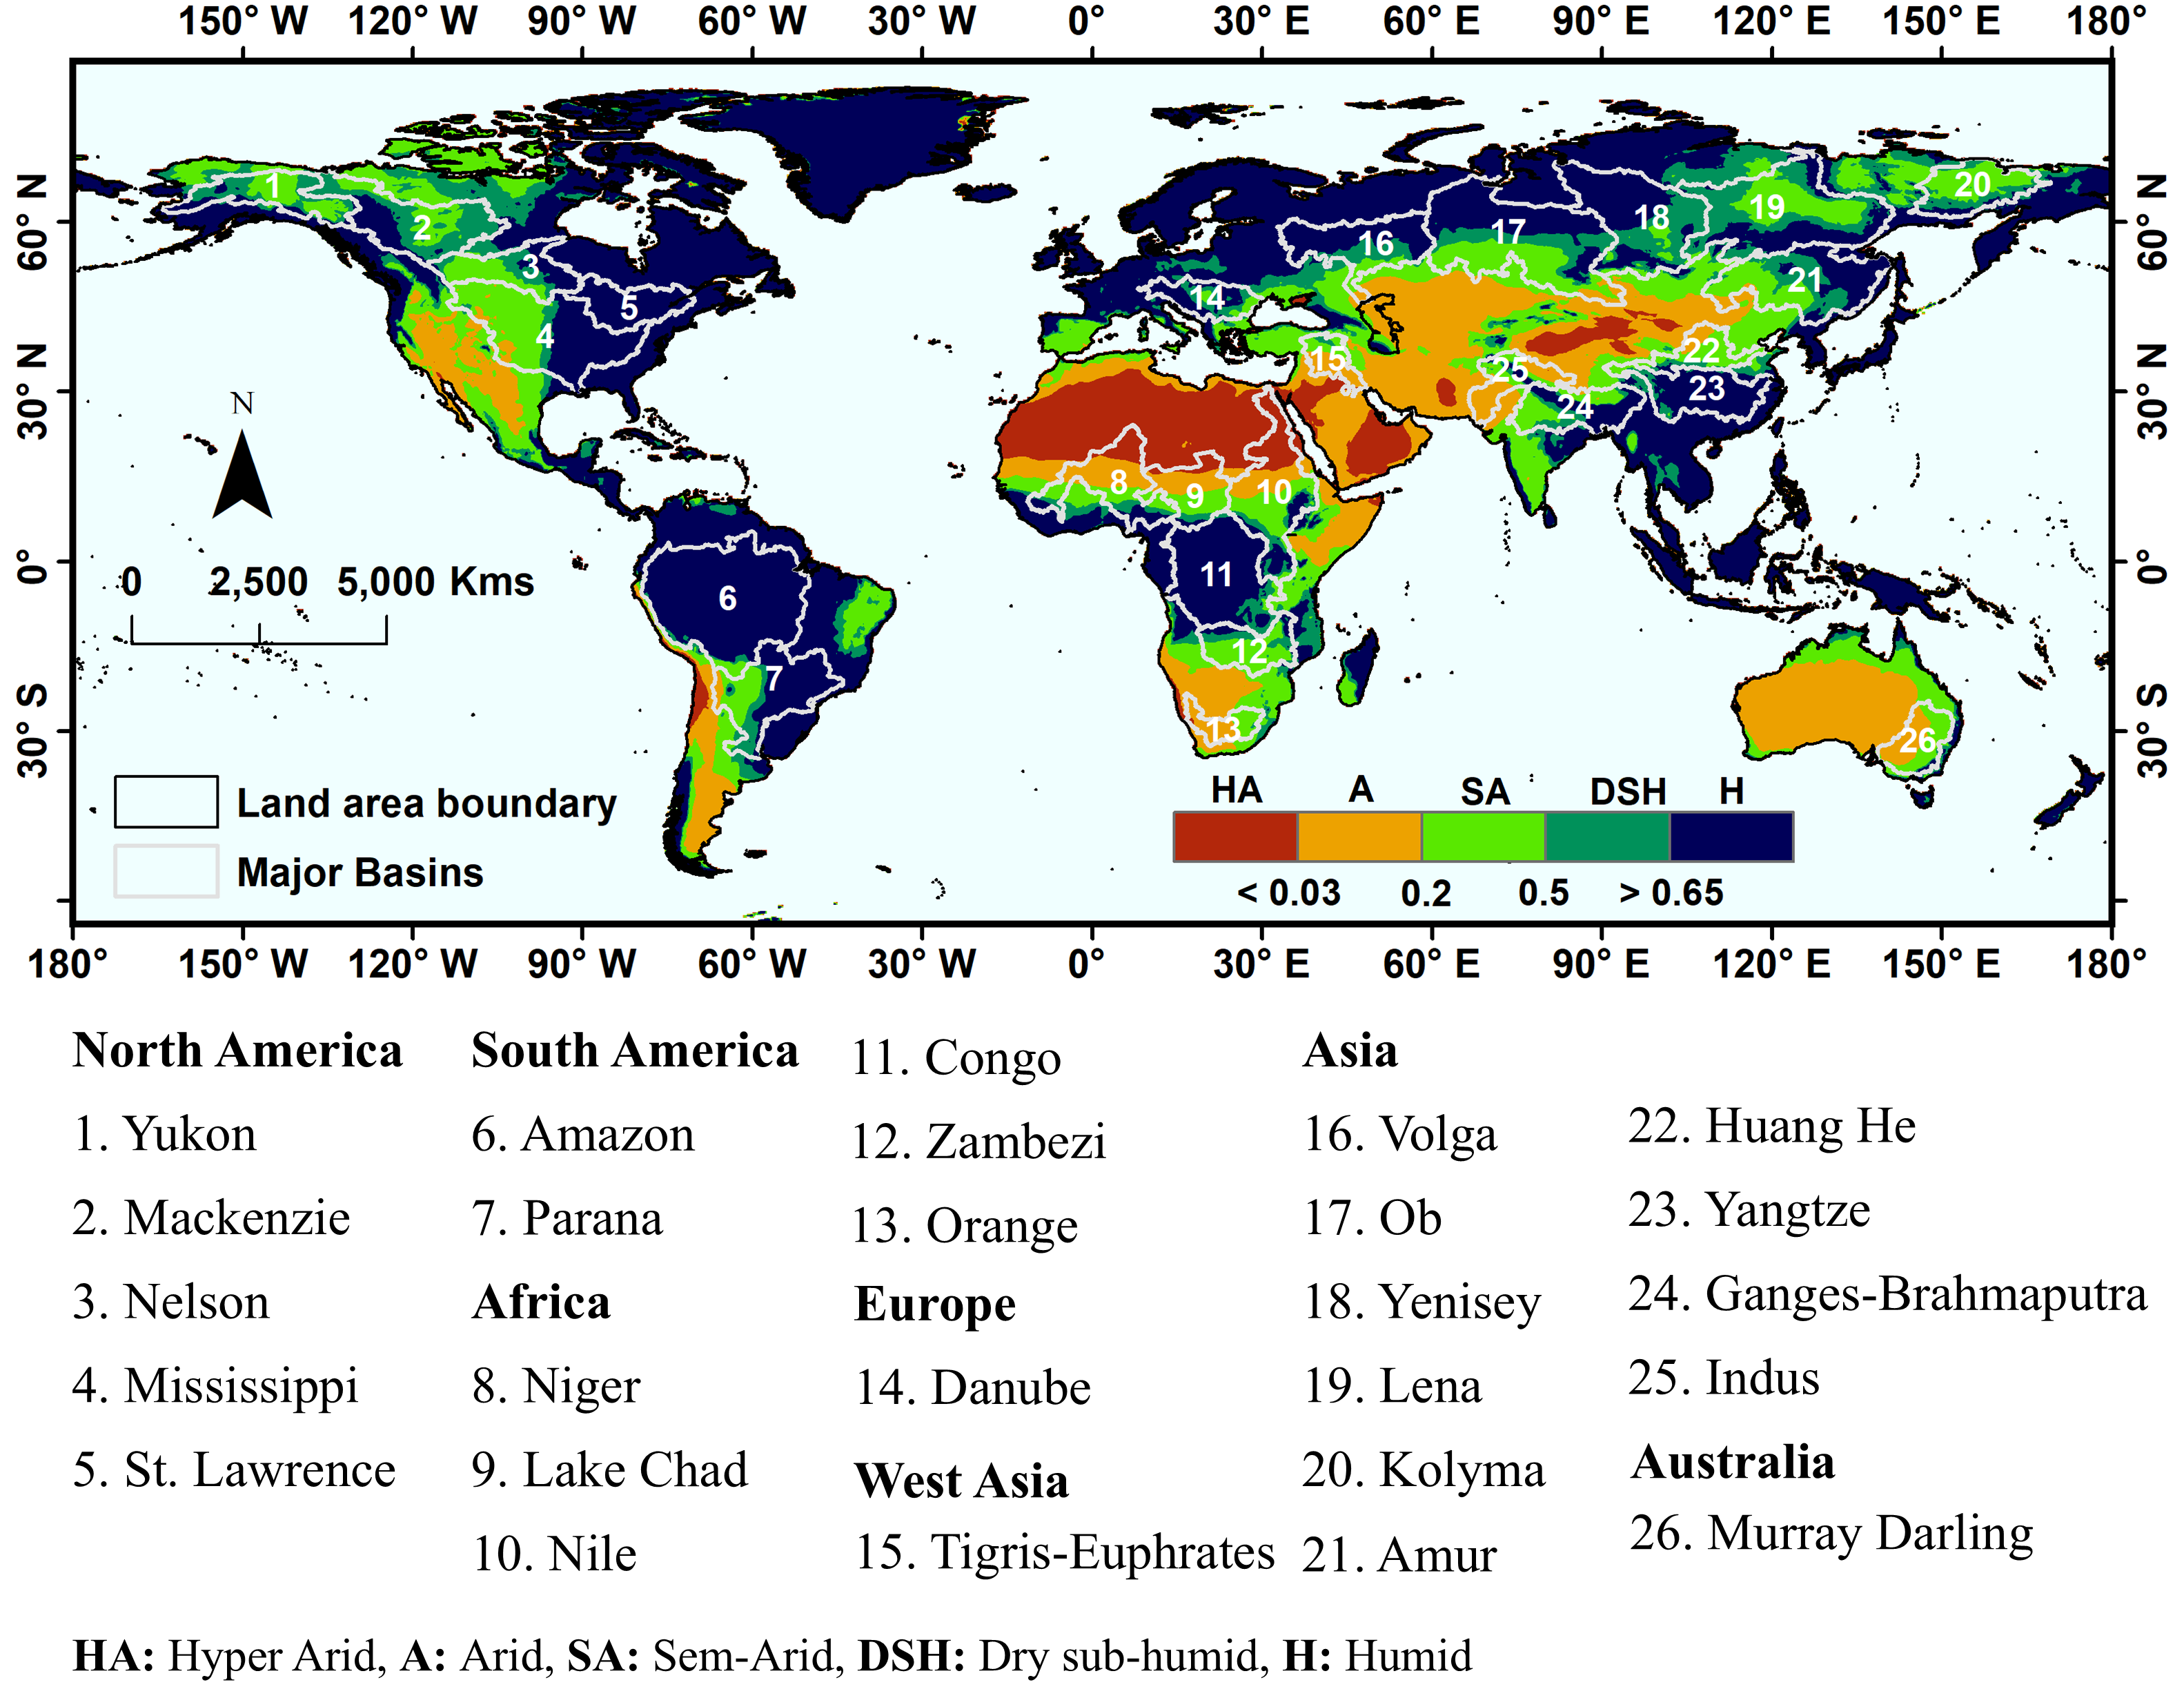 150° W 120° W 90° W 60° W 30° W 0° 30° E 60° E 90° E 120° E 150° E 180°
60° N 30° N 0° 30° S
60° N 30° N 0° 30° S
1 2 3 4 5 6 7 8 9 10 11 12 13 14 15 16 17 18 19 20 21 22 23 24 25 26
N
0 2,500 5,000 Kms
Land area boundary
Major Basins
HA A SA DSH H
< 0.03 0.2 0.5 > 0.65
180° 150° W 120° W 90° W 60° W 30° W 0° 30° E 60° E 90° E 120° E 150° E 180°
North America
1. Yukon
2. Mackenzie
3. Nelson
4. Mississippi
5. St. Lawrence
South America
6. Amazon
7. Parana
Africa
8. Niger
9. Lake Chad
10. Nile
11. Congo
12. Zambezi
13. Orange
Europe
14. Danube
West Asia
15. Tigris-Euphrates
Asia
16. Volga
17. Ob
18. Yenisey
19. Lena
20. Kolyma
21. Amur
22. Huang He
23. Yangtze
24. Ganges-Brahmaputra
25. Indus
Australia
26. Murray Darling
HA: Hyper Arid, A: Arid, SA: Sem-Arid, DSH: Dry sub-humid, H: Humid